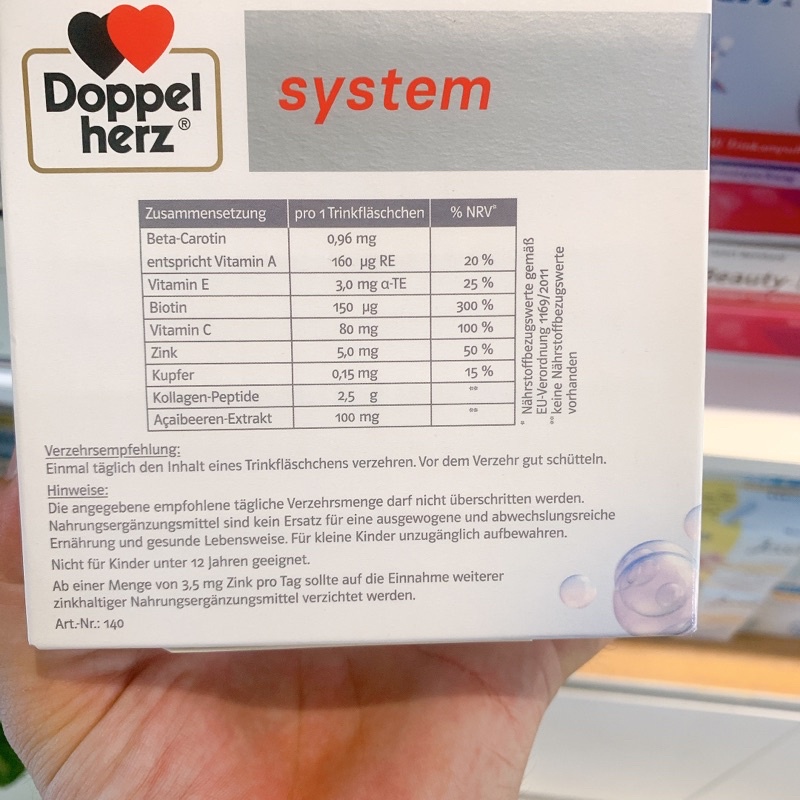 Doppel
herz®
system
Zusammensetzung pro 1 Trinkfläschchen % NRV*
Beta-Carotin 0,96 mg
entspricht Vitamin A 160 µg RE 20 %
Vitamin E 3,0 mg α-TE 25 %
Biotin 150 µg 300 %
Vitamin C 80 mg 100 %
Zink 5,0 mg 50 %
Kupfer 0,15 mg 15 %
Kollagen-Peptide 2,5 g **
Açaibeeren-Extrakt 100 mg **
* Nährstoffbezugswerte gemäß
EU-Verordnung 1169/2011
** keine Nährstoffbezugswerte
vorhanden
Verzehrsempfehlung:
Einmal täglich den Inhalt eines Trinkfläschchens verzehren. Vor dem Verzehr gut schütteln.
Hinweise:
Die angegebene empfohlene tägliche Verzehrsmenge darf nicht überschritten werden.
Nahrungsergänzungsmittel sind kein Ersatz für eine ausgewogene und abwechslungsreiche
Ernährung und gesunde Lebensweise. Für kleine Kinder unzugänglich aufbewahren.
Nicht für Kinder unter 12 Jahren geeignet.
Ab einer Menge von 3,5 mg Zink pro Tag sollte auf die Einnahme weiterer
zinkhaltiger Nahrungsergänzungsmittel verzichtet werden.
Art.-Nr.: 140